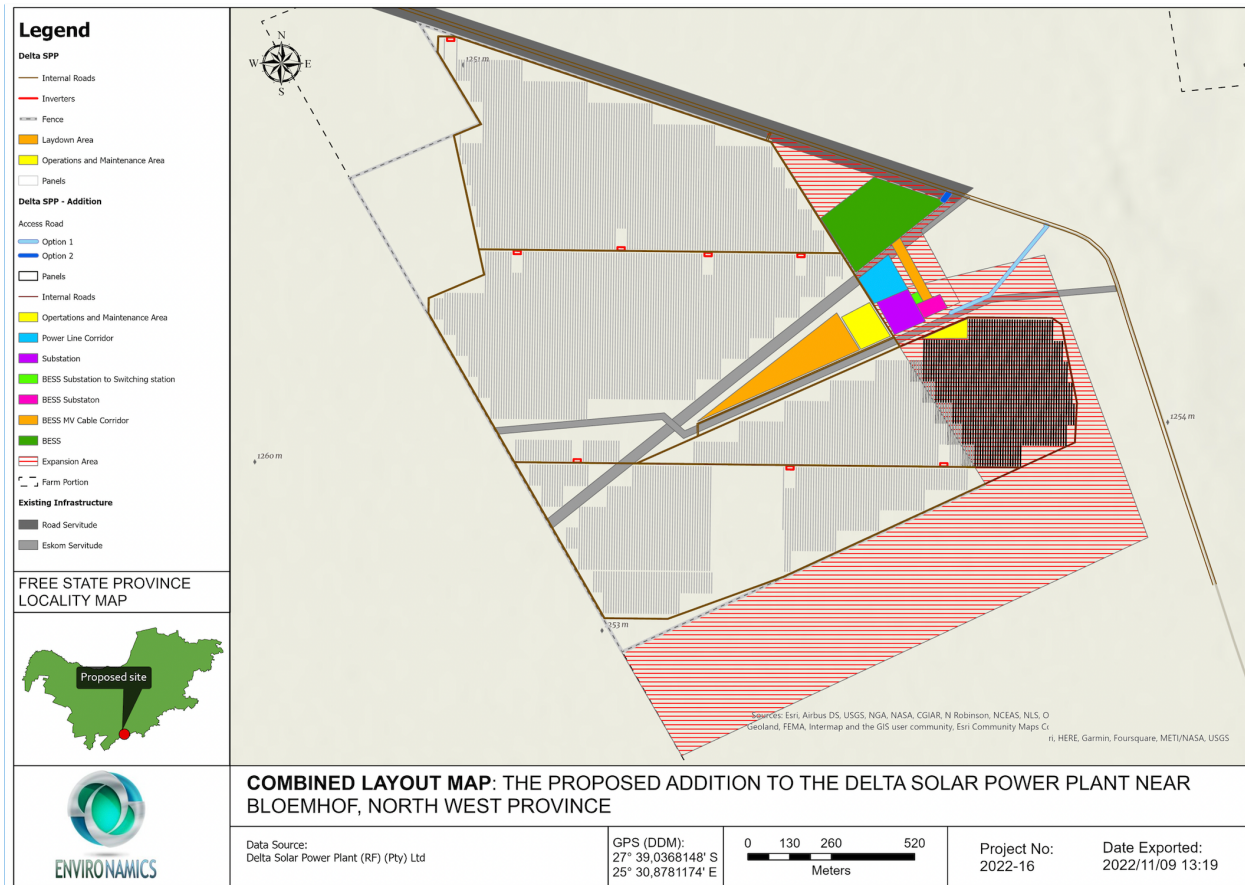 Legend
Delta SPP
Internal Roads
Inverters
Fence
Laydown Area
Operations and Maintenance Area
Panels
Delta SPP - Addition
Access Road
Option 1
Option 2
Panels
Internal Roads
Opertations and Maintenance Area
Power Line Corridor
Substation
BESS Substation to Switching station
BESS Substaton
BESS MV Cable Corridor
BESS
Expansion Area
Farm Portion
Existing Infrastructure
Road Servitude
Eskom Servitude
FREE STATE PROVINCE
LOCALITY MAP
Proposed site
ENVIRONAMICS
N
W E
S
1251 m
1254 m
1260 m
1253 m
Sources: Esri, Airbus DS, USGS, NGA, NASA, CGIAR, N Robinson, NCEAS, NLS, O
Geoland, FEMA, Intermap and the GIS user community, Esri Community Maps Co
ri, HERE, Garmin, Foursquare, METI/NASA, USGS
COMBINED LAYOUT MAP: THE PROPOSED ADDITION TO THE DELTA SOLAR POWER PLANT NEAR
BLOEMHOF, NORTH WEST PROVINCE
Data Source:
Delta Solar Power Plant (RF) (Pty) Ltd
GPS (DDM):
27° 39,0368148' S
25° 30,8781174' E
0 130 260 520
Meters
Project No:
2022-16
Date Exported:
2022/11/09 13:19